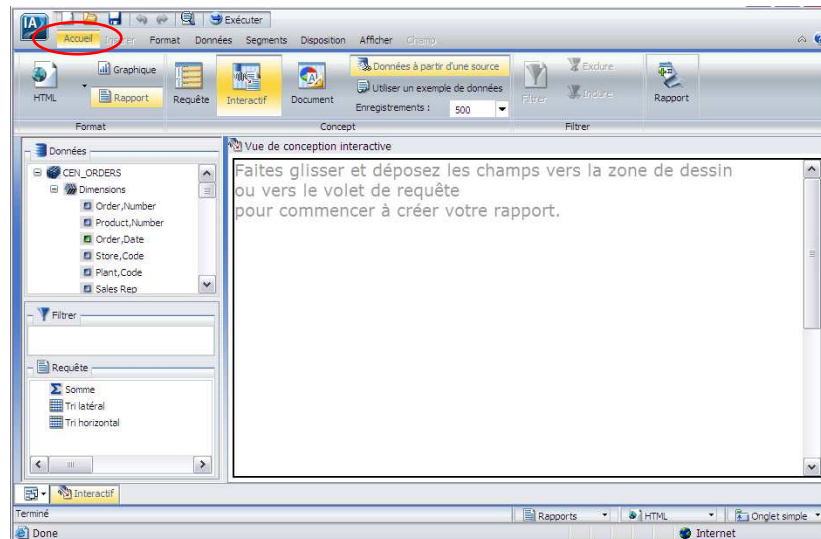 IA
Exécuter
Accueil Format Données Segments Disposition Afficher Champ
HTML
Graphique
Rapport
Requête
Interactif
Document
Données à partir d'une source
Utiliser un exemple de données
Enregistrements : 500
Filtrer
Exclure
Inclure
Rapport
Format Concept Filtrer
Données
CEN_ORDERS
Dimensions
Order,Number
Product,Number
Order,Date
Store,Code
Plant,Code
Sales Rep
Filtrer
Requête
Somme
Tri latéral
Tri horizontal
Vue de conception interactive
Faites glisser et déposez les champs vers la zone de dessin
ou vers le volet de requête
pour commencer à créer votre rapport.
Interactif
Terminé Rapports HTML Onglet simple
Done Internet